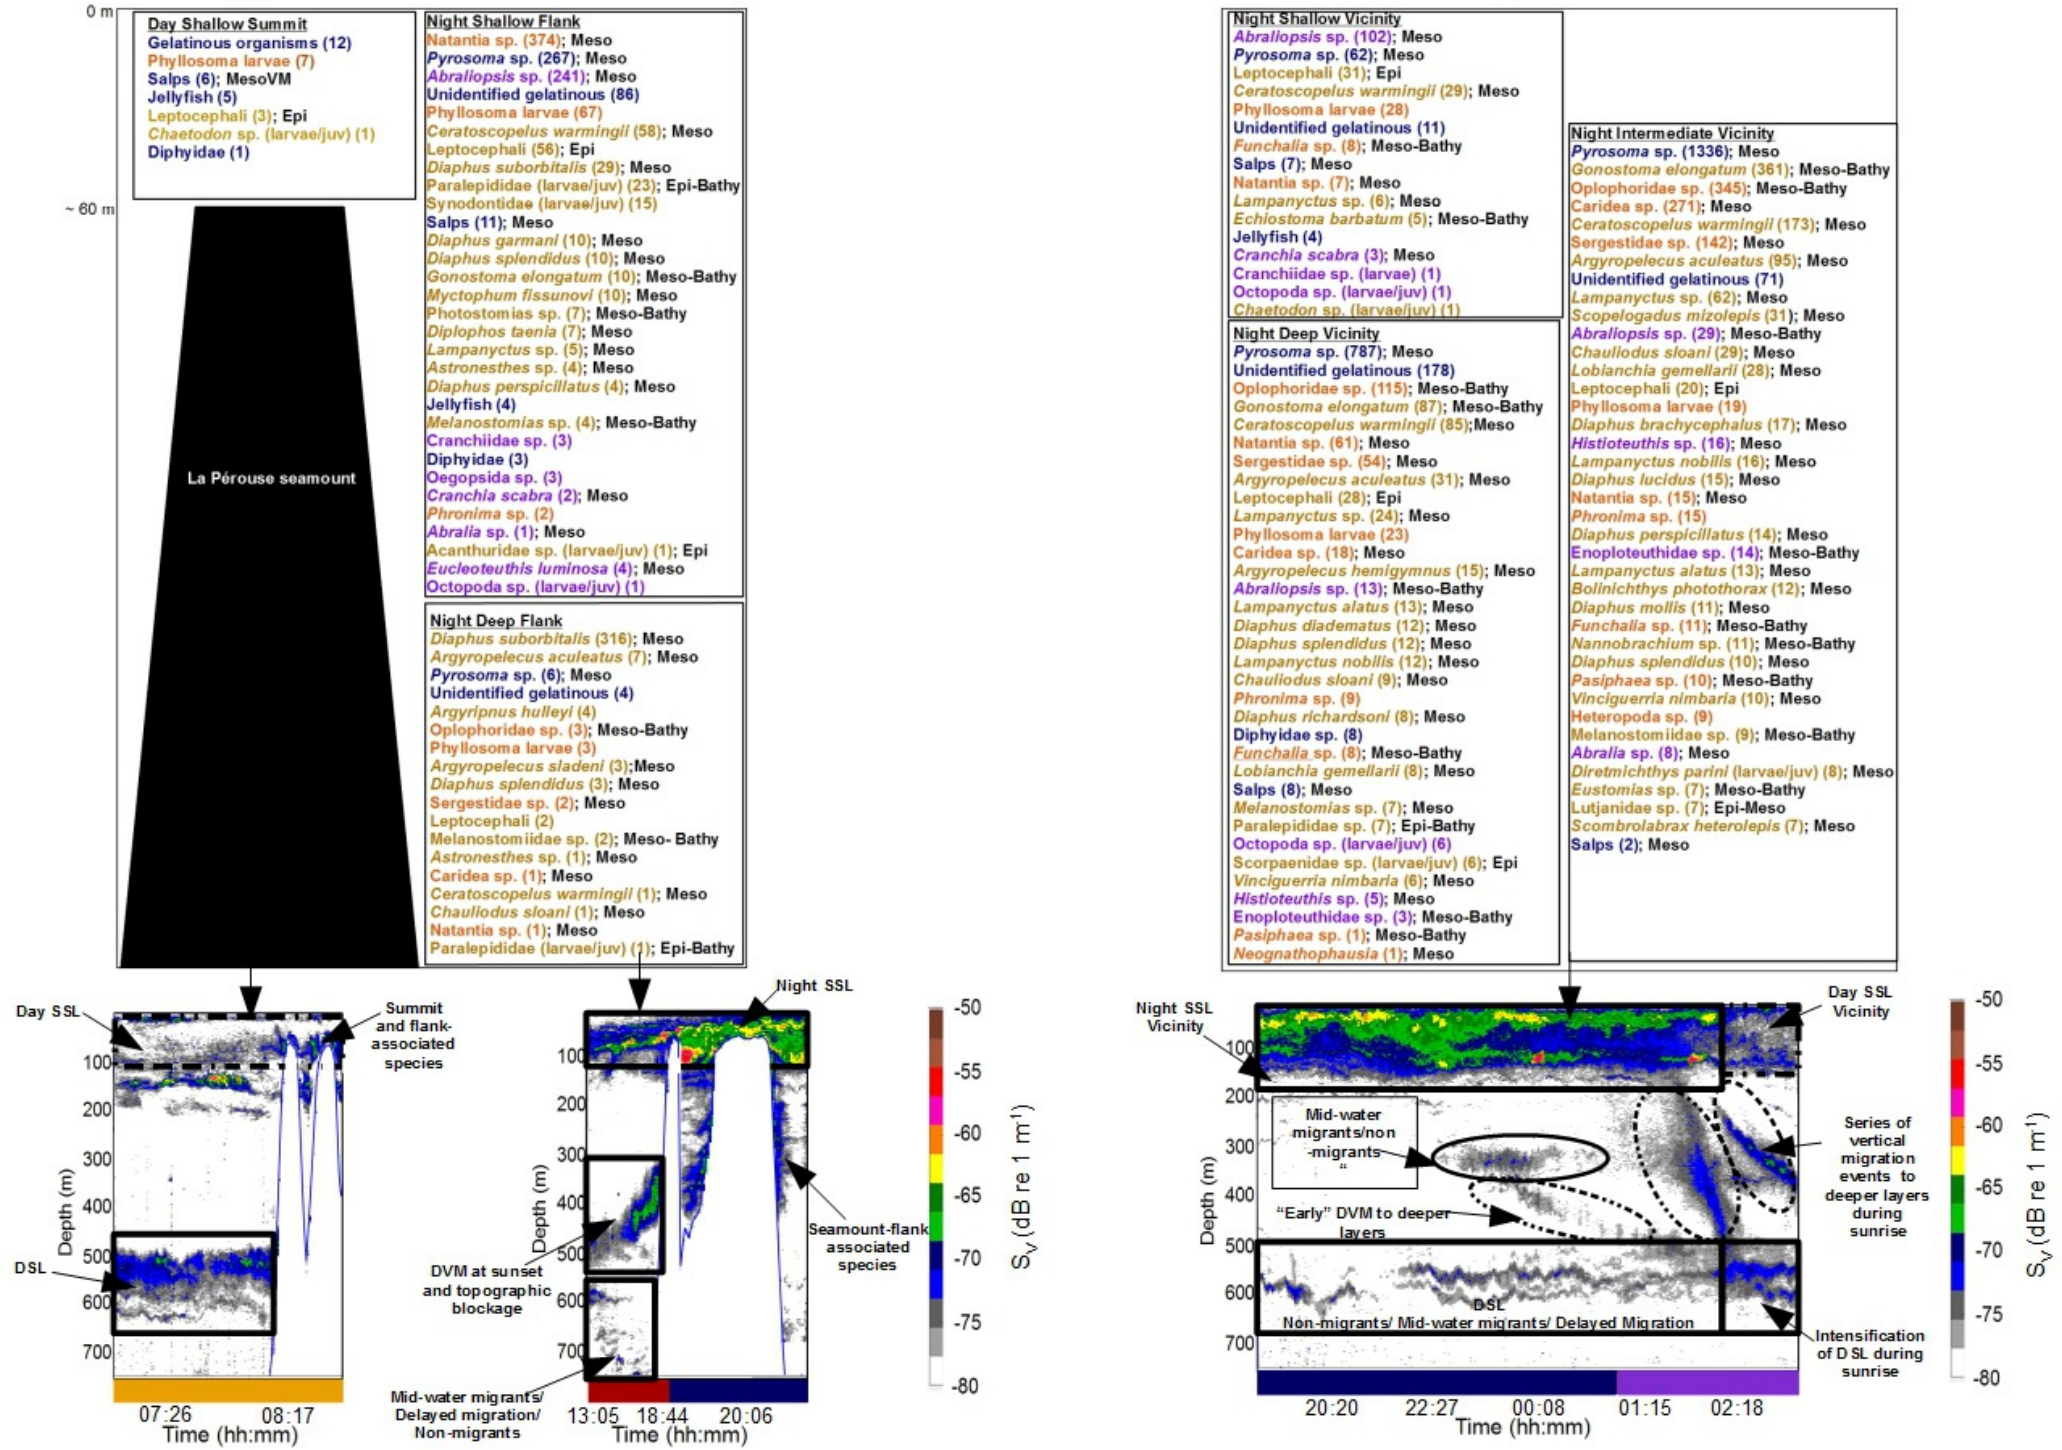 0 m
~ 60 m
Day Shallow Summit
Gelatinous organisms (12)
Phyllosoma larvae (7)
Salps (6); MesoVM
Jellyfish (5)
Leptocephali (3); Epi
Chaetodon sp. (larvae/juv) (1)
Diphyidae (1)
La Pérouse seamount
Night Shallow Flank
Natantia sp. (374); Meso
Pyrosoma sp. (267); Meso
Abraliopsis sp. (241); Meso
Unidentified gelatinous (86)
Phyllosoma larvae (67)
Ceratoscopelus warmingii (58); Meso
Leptocephali (56); Epi
Diaphus suborbitalis (29); Meso
Paralepididae (larvae/juv) (23); Epi-Bathy
Synodontidae (larvae/juv) (15)
Salps (11); Meso
Diaphus garmani (10); Meso
Diaphus splendidus (10); Meso
Gonostoma elongatum (10); Meso-Bathy
Myctophum fissunovi (10); Meso
Photostomias sp. (7); Meso-Bathy
Diplophos taenia (7); Meso
Lampanyctus sp. (5); Meso
Astronesthes sp. (4); Meso
Diaphus perspicillatus (4); Meso
Jellyfish (4)
Melanostomias sp. (4); Meso-Bathy
Cranchiidae sp. (3)
Diphyidae (3)
Oegopsida sp. (3)
Cranchia scabra (2); Meso
Phronima sp. (2)
Abralia sp. (1); Meso
Acanthuridae sp. (larvae/juv) (1); Epi
Eucleoteuthis luminosa (4); Meso
Octopoda sp. (larvae/juv) (1)
Night Deep Flank
Diaphus suborbitalis (316); Meso
Argyropelecus aculeatus (7); Meso
Pyrosoma sp. (6); Meso
Unidentified gelatinous (4)
Argyripnus hulleyi (4)
Oplophoridae sp. (3); Meso-Bathy
Phyllosoma larvae (3)
Argyropelecus sladeni (3);Meso
Diaphus splendidus (3); Meso
Sergestidae sp. (2); Meso
Leptocephali (2)
Melanostomiidae sp. (2); Meso- Bathy
Astronesthes sp. (1); Meso
Caridea sp. (1); Meso
Ceratoscopelus warmingii (1); Meso
Chauliodus sloani (1); Meso
Natantia sp. (1); Meso
Paralepididae (larvae/juv) (1); Epi-Bathy
Night Shallow Vicinity
Abraliopsis sp. (102); Meso
Pyrosoma sp. (62); Meso
Leptocephali (31); Epi
Ceratoscopelus warmingii (29); Meso
Phyllosoma larvae (28)
Unidentified gelatinous (11)
Funchalia sp. (8); Meso-Bathy
Salps (7); Meso
Natantia sp. (7); Meso
Lampanyctus sp. (6); Meso
Echiostoma barbatum (5); Meso-Bathy
Jellyfish (4)
Cranchia scabra (3); Meso
Cranchiidae sp. (larvae) (1)
Octopoda sp. (larvae/juv) (1)
Chaetodon sp. (larvae/juv) (1)
Night Deep Vicinity
Pyrosoma sp. (787); Meso
Unidentified gelatinous (178)
Oplophoridae sp. (115); Meso-Bathy
Gonostoma elongatum (87); Meso-Bathy
Ceratoscopelus warmingii (85);Meso
Natantia sp. (61); Meso
Sergestidae sp. (54); Meso
Argyropelecus aculeatus (31); Meso
Leptocephali (28); Epi
Lampanyctus sp. (24); Meso
Phyllosoma larvae (23)
Caridea sp. (18); Meso
Argyropelecus hemigymnus (15); Meso
Abraliopsis sp. (13); Meso-Bathy
Lampanyctus alatus (13); Meso
Diaphus diadematus (12); Meso
Diaphus splendidus (12); Meso
Lampanyctus nobilis (12); Meso
Chauliodus sloani (9); Meso
Phronima sp. (9)
Diaphus richardsoni (8); Meso
Diphyidae sp. (8)
Funchalia sp. (8); Meso-Bathy
Lobianchia gemellarii (8); Meso
Salps (8); Meso
Melanostomias sp. (7); Meso
Paralepididae sp. (7); Epi-Bathy
Octopoda sp. (larvae/juv) (6)
Scorpaenidae sp. (larvae/juv) (6); Epi
Vinciguerria nimbaria (6); Meso
Histioteuthis sp. (5); Meso
Enoploteuthidae sp. (3); Meso-Bathy
Pasiphaea sp. (1); Meso-Bathy
Neognathophausia (1); Meso
Night Intermediate Vicinity
Pyrosoma sp. (1336); Meso
Gonostoma elongatum (361); Meso-Bathy
Oplophoridae sp. (345); Meso-Bathy
Caridea sp. (271); Meso
Ceratoscopelus warmingii (173); Meso
Sergestidae sp. (142); Meso
Argyropelecus aculeatus (95); Meso
Unidentified gelatinous (71)
Lampanyctus sp. (62); Meso
Scopelogadus mizolepis (31); Meso
Abraliopsis sp. (29); Meso-Bathy
Chauliodus sloani (29); Meso
Lobianchia gemellarii (28); Meso
Leptocephali (20); Epi
Phyllosoma larvae (19)
Diaphus brachycephalus (17); Meso
Histioteuthis sp. (16); Meso
Lampanyctus nobilis (16); Meso
Diaphus lucidus (15); Meso
Natantia sp. (15); Meso
Phronima sp. (15)
Diaphus perspicillatus (14); Meso
Enoploteuthidae sp. (14); Meso-Bathy
Lampanyctus alatus (13); Meso
Bolinichthys photothorax (12); Meso
Diaphus mollis (11); Meso
Funchalia sp. (11); Meso-Bathy
Nannobrachium sp. (11); Meso-Bathy
Diaphus splendidus (10); Meso
Pasiphaea sp. (10); Meso-Bathy
Vinciguerria nimbaria (10); Meso
Heteropoda sp. (9)
Melanostomiidae sp. (9); Meso-Bathy
Abralia sp. (8); Meso
Diretmichthys parini (larvae/juv) (8); Meso
Eustomias sp. (7); Meso-Bathy
Lutjanidae sp. (7); Epi-Meso
Scombrolabrax heterolepis (7); Meso
Salps (2); Meso
Day SSL
Summit
and flank-
associated
species
DSL
100
200
300
400
500
600
700
Depth (m)
07:26 08:17
Time (hh:mm)
Night SSL
100
200
300
400
500
600
700
Depth (m)
DVM at sunset
and topographic
blockage
Mid-water migrants/
Delayed migration/
Non-migrants
Seamount-flank
associated
species
13:05 18:44 20:06
Time (hh:mm)
-50
-55
-60
-65
-70
-75
-80
Sv (dB re 1 m-1)
Night SSL
Vicinity
Day SSL
Vicinity
100
200
300
400
500
600
700
Depth (m)
Mid-water
migrants/non
-migrants
“
“Early” DVM to deeper
layers
Series of
vertical
migration
events to
deeper layers
during
sunrise
DSL
Non-migrants/ Mid-water migrants/ Delayed Migration
Intensification
of DSL during
sunrise
20:20 22:27 00:08 01:15 02:18
Time (hh:mm)
-50
-55
-60
-65
-70
-75
-80
Sv (dB re 1 m-1)